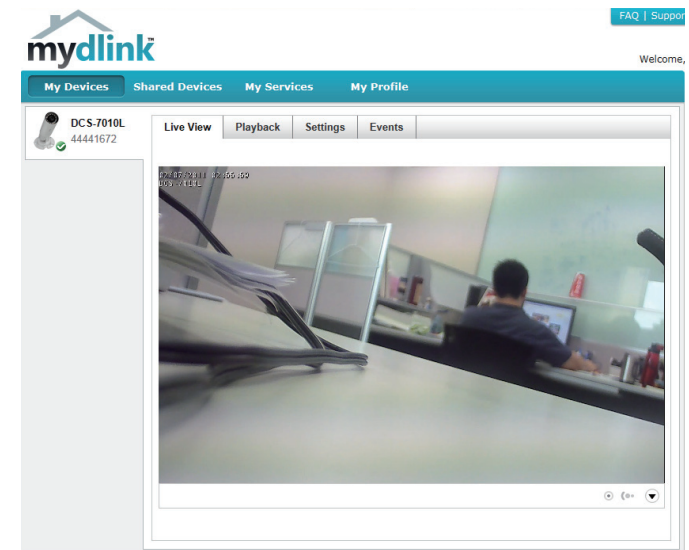 FAQ | Suppor
mydlink™
Welcome,
My Devices Shared Devices My Services My Profile
DCS-7010L
44441672
Live View Playback Settings Events